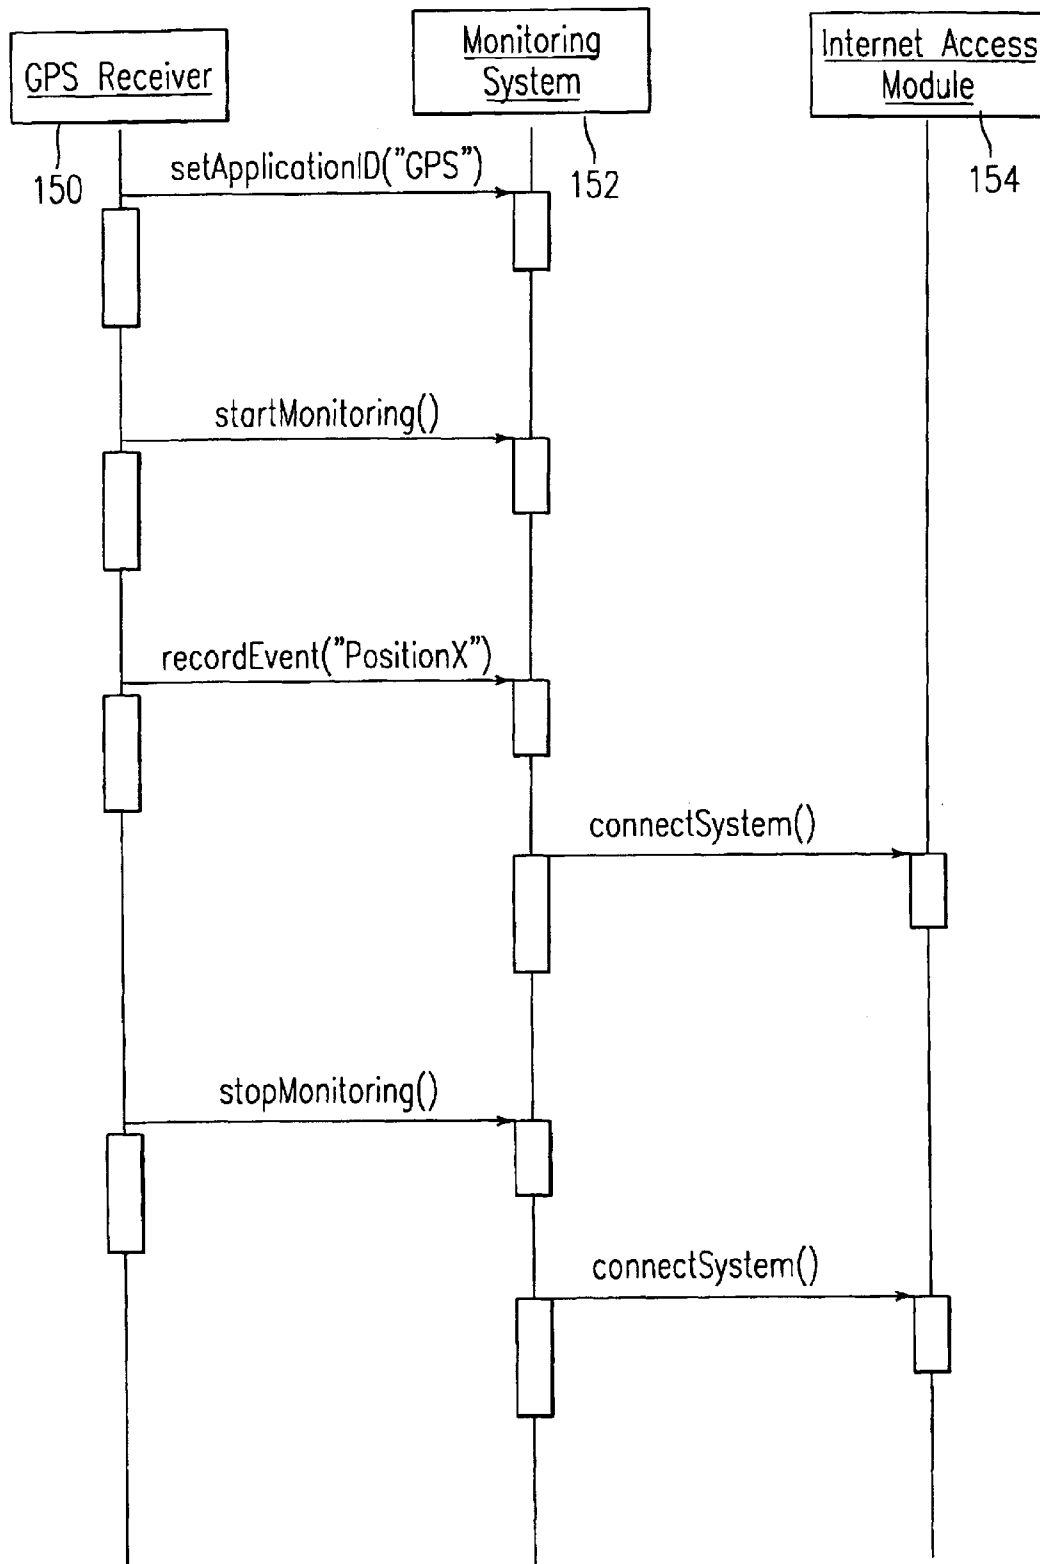 GPS Receiver
Monitoring
System
Internet Access
Module
150
152
154
setApplicationID("GPS")
startMonitoring()
recordEvent("PositionX")
connectSystem()
stopMonitoring()
connectSystem()